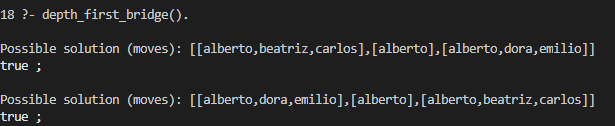 18 ?- depth_first_bridge().
Possible solution (moves): [[alberto,beatriz,carlos],[alberto],[alberto,dora,emilio]]
true ;
Possible solution (moves): [[alberto,dora,emilio],[alberto],[alberto,beatriz,carlos]]
true ;